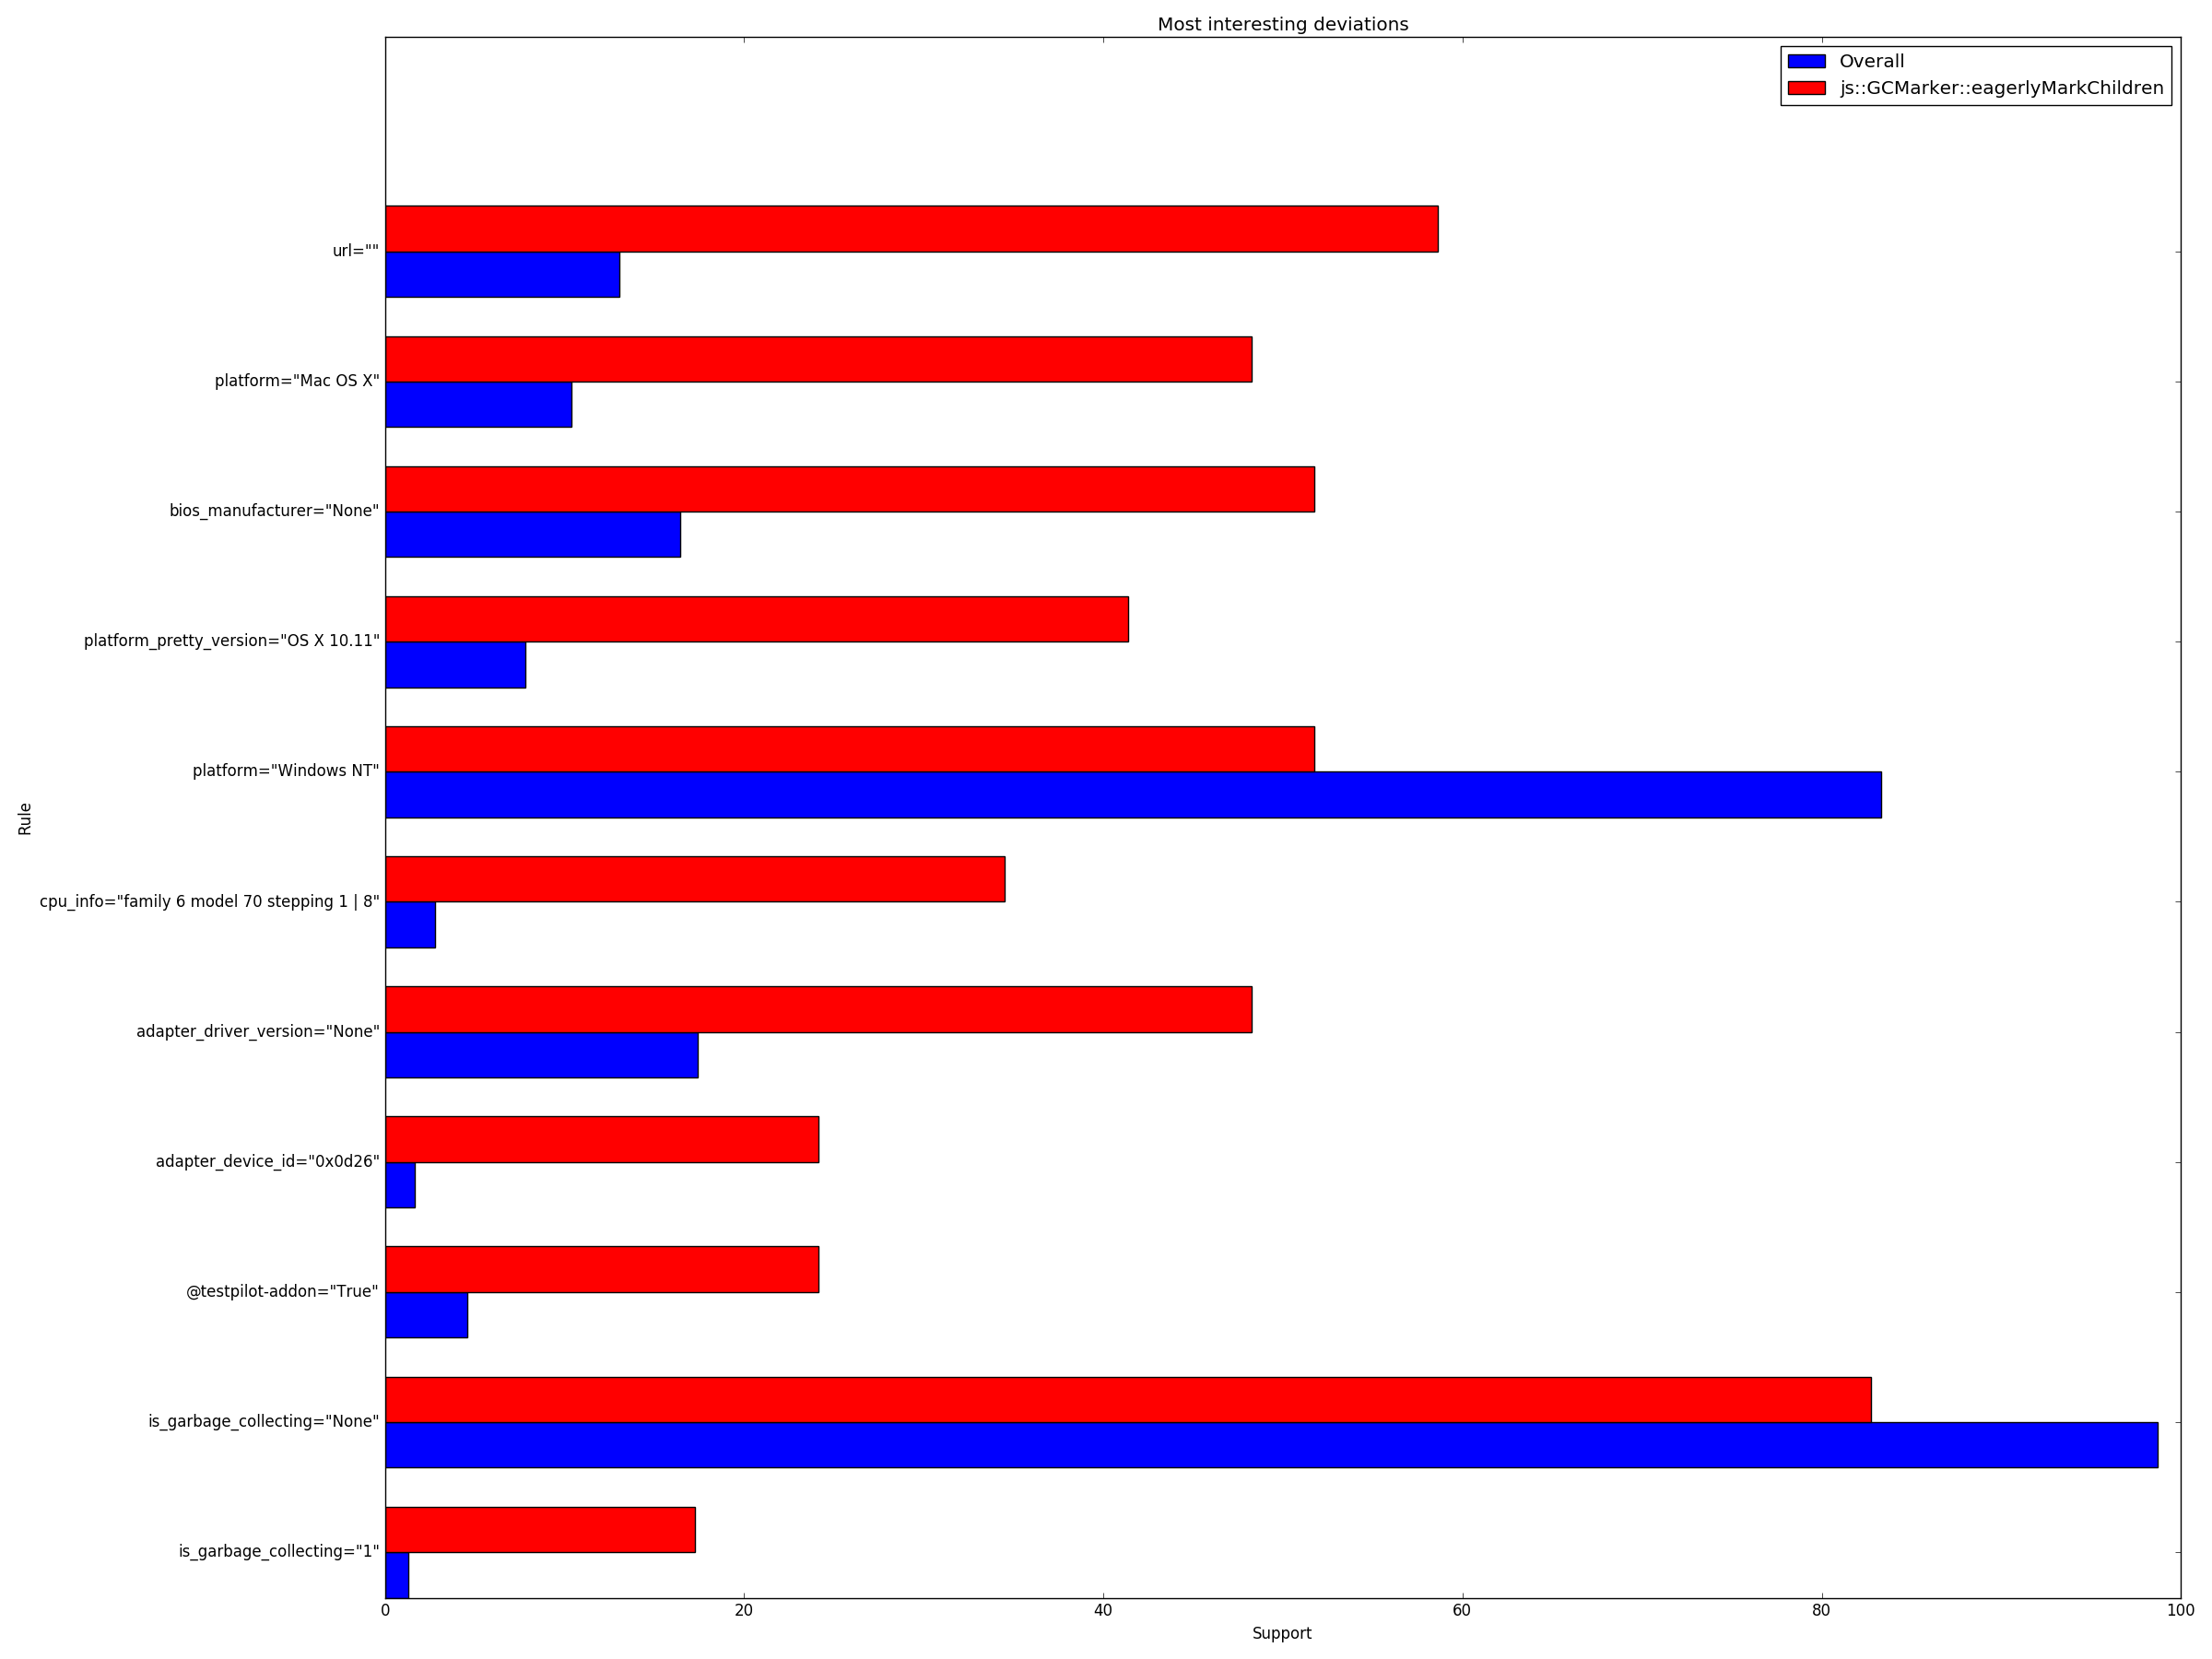 Most interesting deviations
Overall
js::GCMarker::eagerlyMarkChildren
url=""
platform="Mac OS X"
bios_manufacturer="None"
platform_pretty_version="OS X 10.11"
platform="Windows NT"
Rule
cpu_info="family 6 model 70 stepping 1 | 8"
adapter_driver_version="None"
adapter_device_id="0x0d26"
@testpilot-addon="True"
is_garbage_collecting="None"
is_garbage_collecting="1"
0 20 40 60 80 100
Support